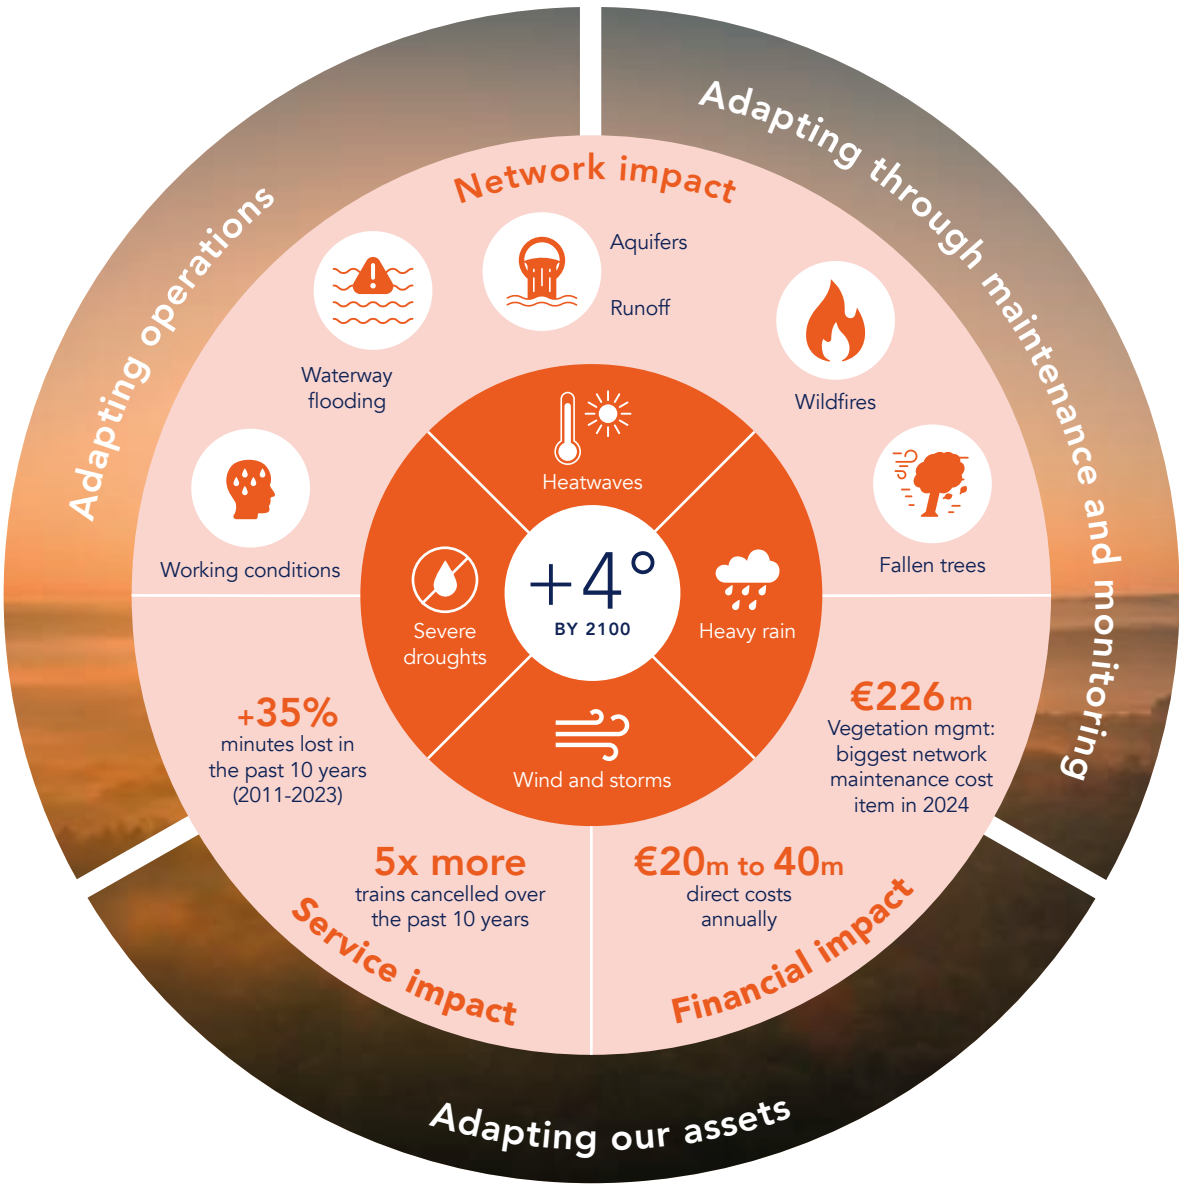 Adapting operations
Adapting through maintenance and monitoring
Network impact
Aquifers
Runoff
Waterway
flooding
Wildfires
Working conditions
Fallen trees
Heatwaves
+4°
BY 2100
Severe
droughts
Heavy rain
Wind and storms
+35%
minutes lost in
the past 10 years
(2011-2023)
5x more
trains cancelled over
the past 10 years
Service impact
€226m
Vegetation mgmt:
biggest network
maintenance cost
item in 2024
€20m to 40m
direct costs
annually
Financial impact
Adapting our assets